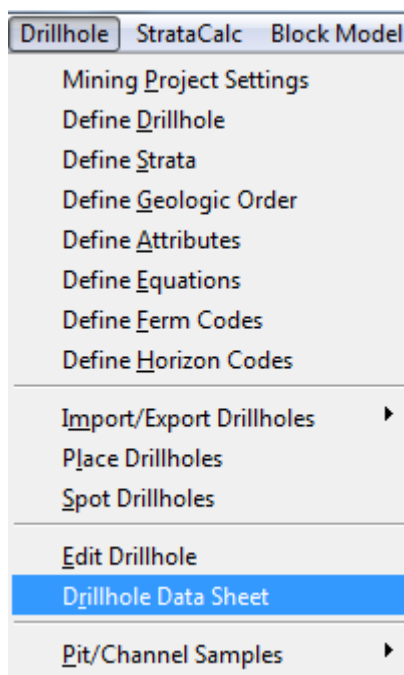 Drillhole StrataCalc Block Model
Mining Project Settings
Define Drillhole
Define Strata
Define Geologic Order
Define Attributes
Define Equations
Define Ferm Codes
Define Horizon Codes
Import/Export Drillholes
Place Drillholes
Spot Drillholes
Edit Drillhole
Drillhole Data Sheet
Pit/Channel Samples